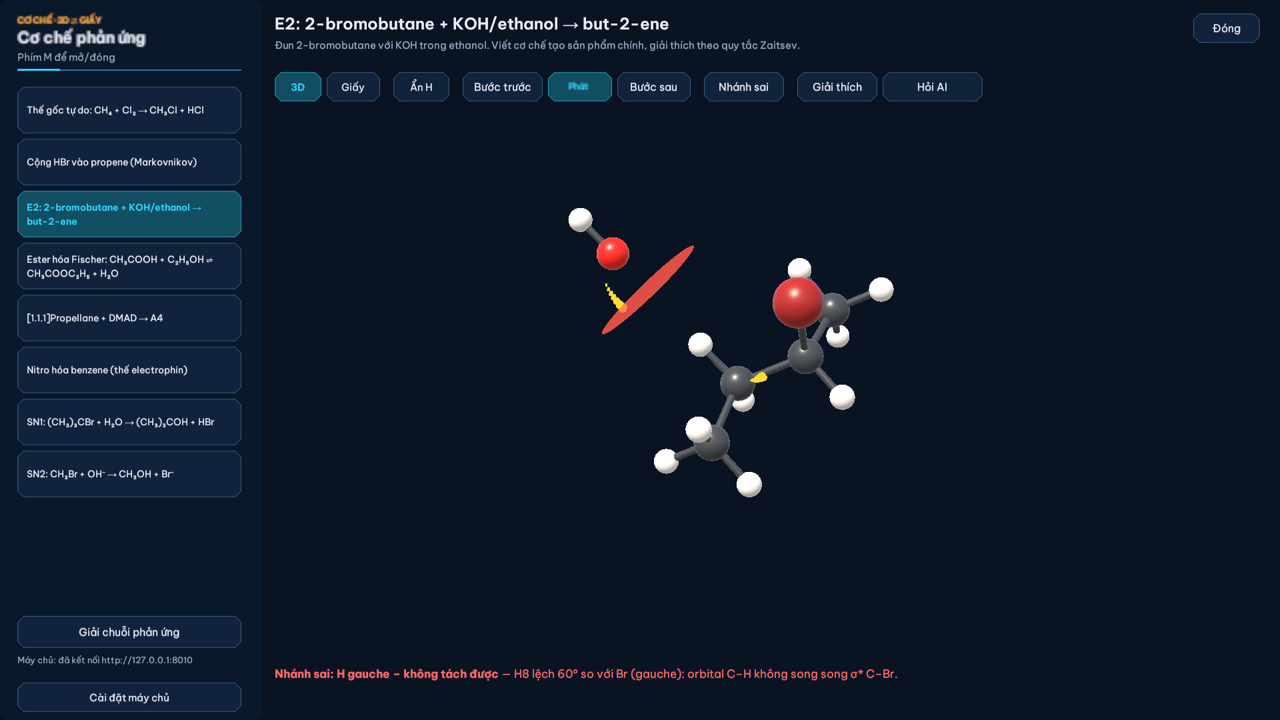 CƠ CHẾ · 3D ⇄ GIẤY
Cơ chế phản ứng
Phím M để mở/đóng
Thế gốc tự do: CH₄ + Cl₂ → CH₃Cl + HCl
Cộng HBr vào propene (Markovnikov)
E2: 2-bromobutane + KOH/ethanol →
but-2-ene
Ester hóa Fischer: CH₃COOH + C₂H₅OH ⇌
CH₃COOC₂H₅ + H₂O
[1.1.1]Propellane + DMAD → A4
Nitro hóa benzene (thế electrophin)
SN1: (CH₃)₃CBr + H₂O → (CH₃)₃COH + HBr
SN2: CH₃Br + OH⁻ → CH₃OH + Br⁻
Giải chuỗi phản ứng
Máy chủ: đã kết nối http://127.0.0.1:8010
Cài đặt máy chủ
E2: 2-bromobutane + KOH/ethanol → but-2-ene
Đun 2-bromobutane với KOH trong ethanol. Viết cơ chế tạo sản phẩm chính, giải thích theo quy tắc Zaitsev.
Đóng
3D Giấy Ẩn H Bước trước Phát Bước sau Nhánh sai Giải thích Hỏi AI
Nhánh sai: H gauche – không tách được — H8 lệch 60° so với Br (gauche): orbital C–H không song song σ* C–Br.